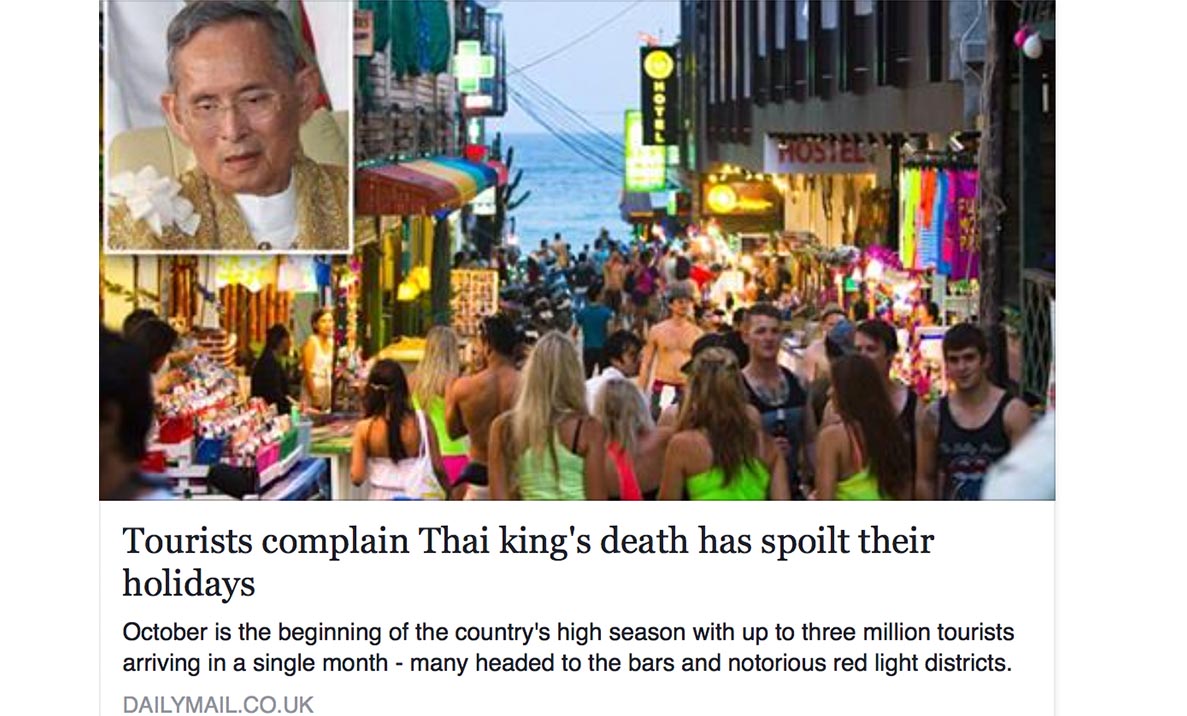 HOTEL
HOSTEL
Tourists complain Thai king's death has spoilt their
holidays
October is the beginning of the country's high season with up to three million tourists
arriving in a single month - many headed to the bars and notorious red light districts.
DAILYMAIL.CO.UK